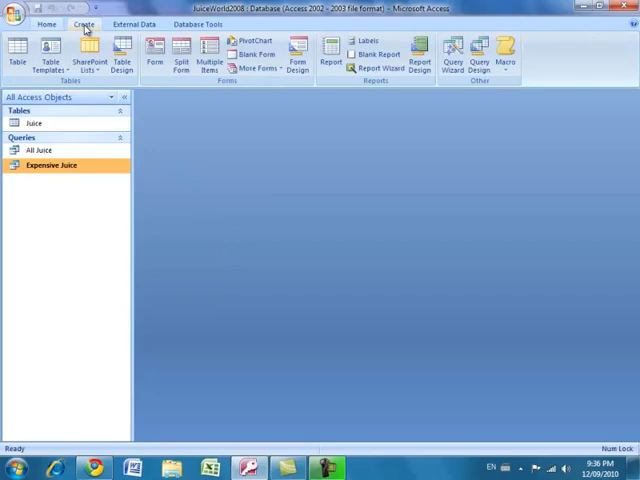 JuiceWorld2008 : Database (Access 2002 - 2003 file format) - Microsoft Access
Home Create External Data Database Tools
Table
Table Templates
SharePoint Lists
Table Design
Tables
Form
Split Form
Multiple Items
PivotChart
Blank Form
More Forms
Form Design
Forms
Report
Labels
Blank Report
Report Wizard
Report Design
Reports
Query Wizard
Query Design
Macro
Other
All Access Objects
Tables
Juice
Queries
All Juice
Expensive Juice
Ready
Num Lock
EN
9:36 PM
12/09/2010